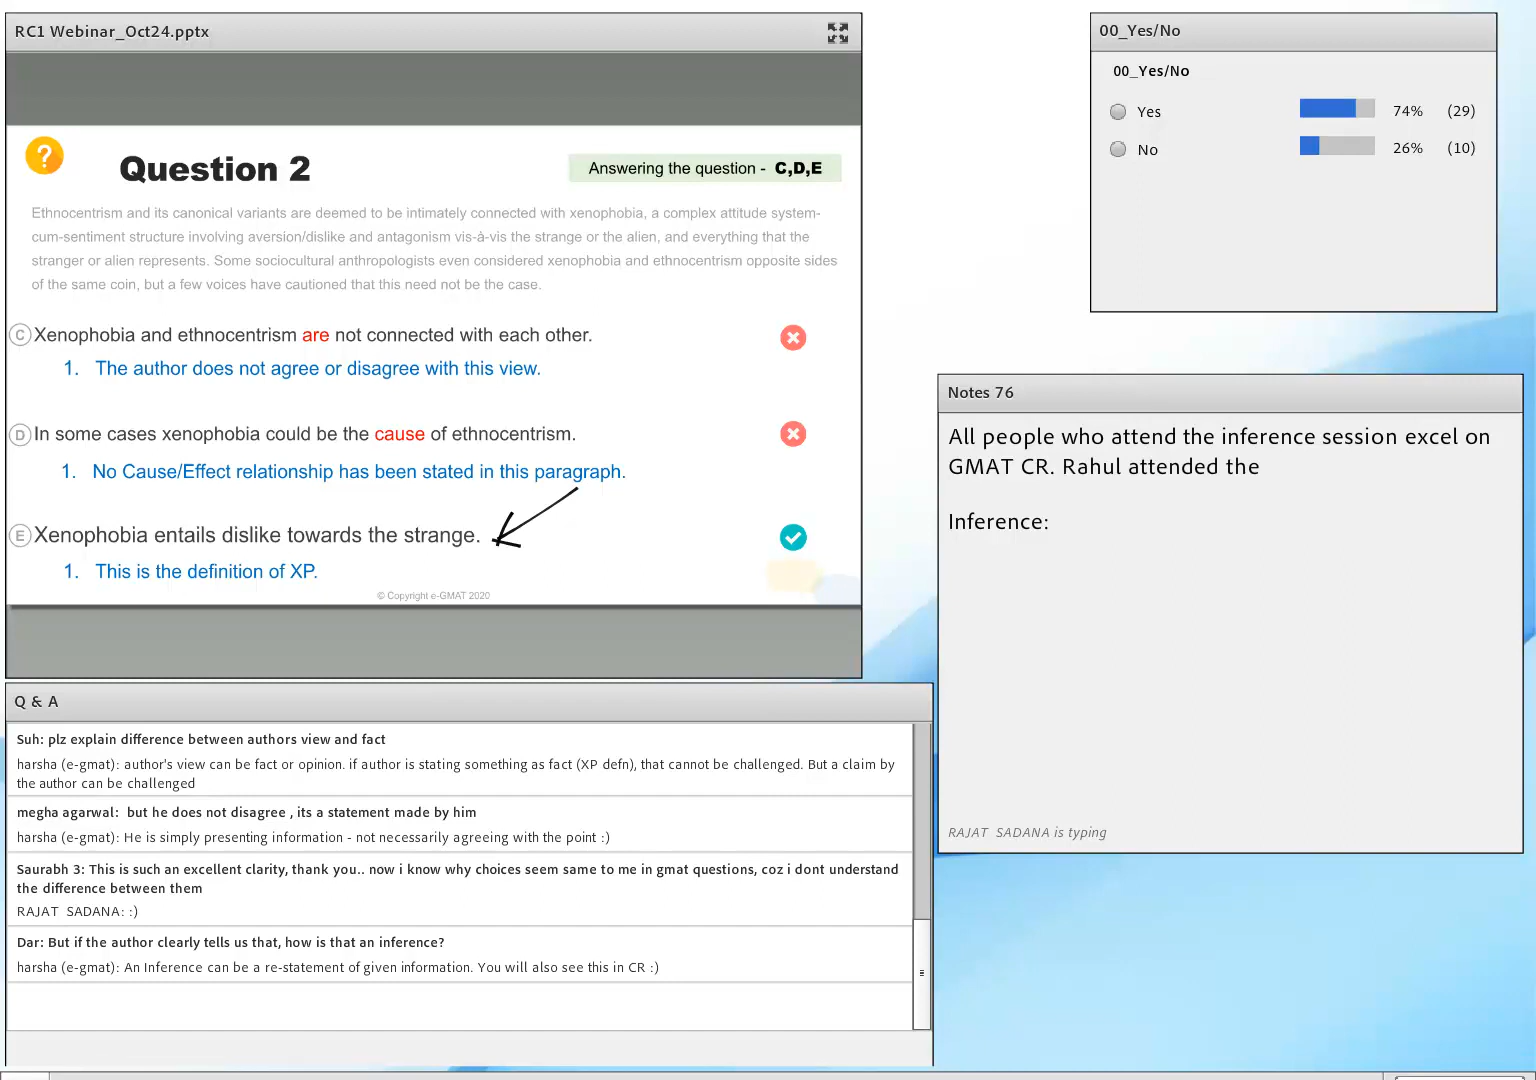 RC1 Webinar_Oct24.pptx
?
Question 2
Answering the question - C,D,E
Ethnocentrism and its canonical variants are deemed to be intimately connected with xenophobia, a complex attitude system-
cum-sentiment structure involving aversion/dislike and antagonism vis-à-vis the strange or the alien, and everything that the
stranger or alien represents. Some sociocultural anthropologists even considered xenophobia and ethnocentrism opposite sides
of the same coin, but a few voices have cautioned that this need not be the case.
C Xenophobia and ethnocentrism are not connected with each other.
1. The author does not agree or disagree with this view.
D In some cases xenophobia could be the cause of ethnocentrism.
1. No Cause/Effect relationship has been stated in this paragraph.
E Xenophobia entails dislike towards the strange.
1. This is the definition of XP.
© Copyright e-GMAT 2020
00_Yes/No
00_Yes/No
Yes 74% (29)
No 26% (10)
Notes 76
All people who attend the inference session excel on
GMAT CR. Rahul attended the
Inference:
RAJAT SADANA is typing
Q & A
Suh: plz explain difference between authors view and fact
harsha (e-gmat): author's view can be fact or opinion. if author is stating something as fact (XP defn), that cannot be challenged. But a claim by
the author can be challenged
megha agarwal: but he does not disagree , its a statement made by him
harsha (e-gmat): He is simply presenting information - not necessarily agreeing with the point :)
Saurabh 3: This is such an excellent clarity, thank you.. now i know why choices seem same to me in gmat questions, coz i dont understand
the difference between them
RAJAT SADANA: :)
Dar: But if the author clearly tells us that, how is that an inference?
harsha (e-gmat): An Inference can be a re-statement of given information. You will also see this in CR :)